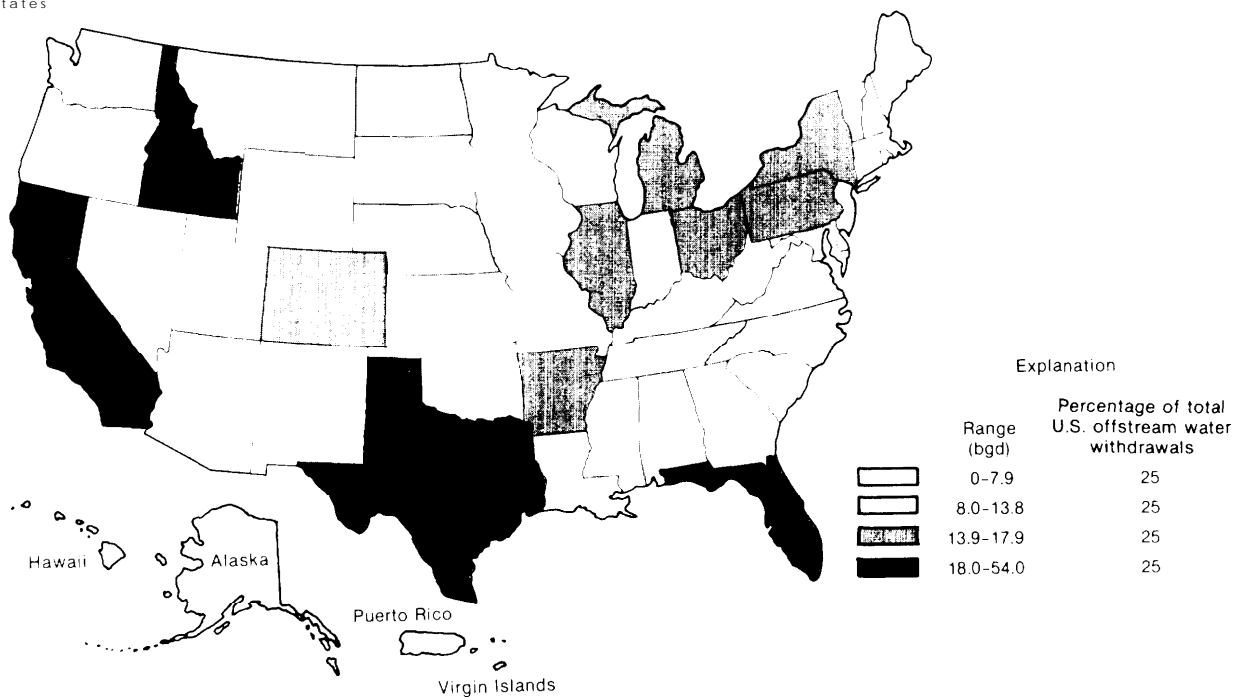 tates
Explanation
Range
(bgd)
Percentage of total
U.S. offstream water
withdrawals
0-7.9 25
8.0-13.8 25
13.9-17.9 25
18.0-54.0 25
Hawaii
Alaska
Puerto Rico
Virgin Islands